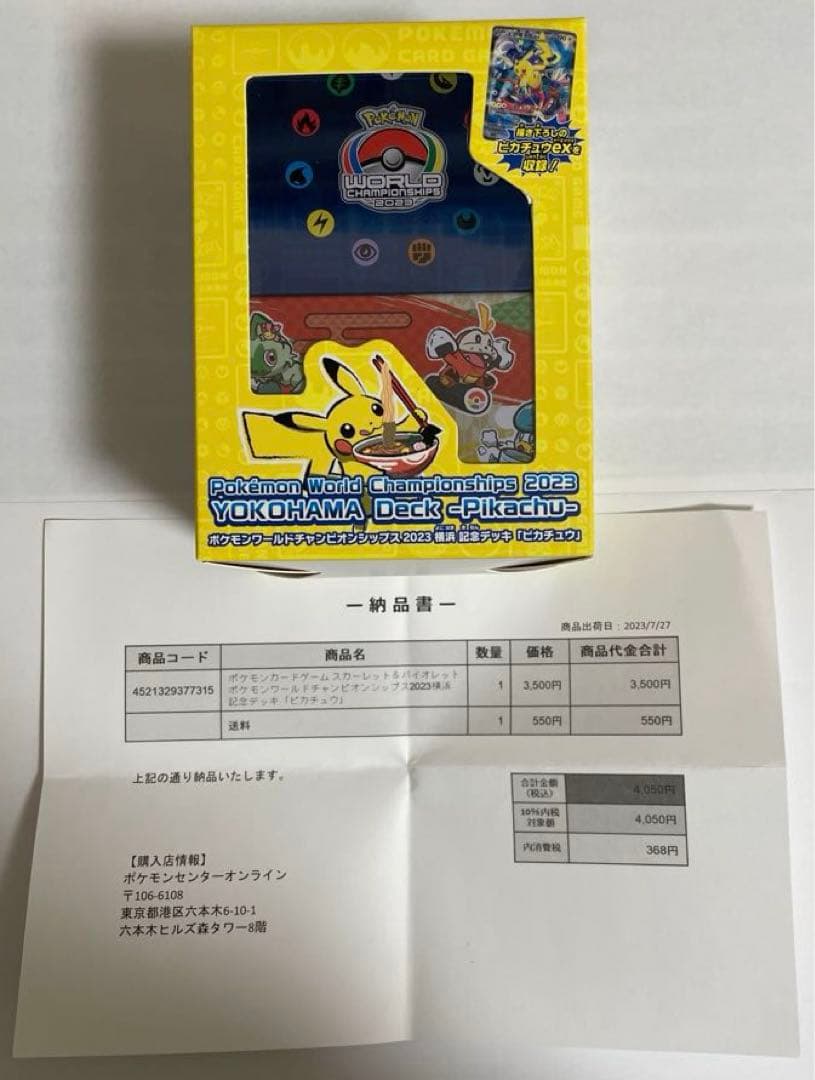 POKÉMON
CARD GAME
描き下ろしの
ピカチュウexを
収録!
POKéMON
WORLD
CHAMPIONSHIPS
2023
Pokémon World Championships 2023
YOKOHAMA Deck -Pikachu-
ポケモンワールドチャンピオンシップス2023 横浜 記念デッキ「ピカチュウ」
ー納品書ー
商品出荷日:2023/7/27
商品コード 商品名 数量 価格 商品代金合計
4521329377315 ポケモンカードゲーム スカーレット&バイオレット ポケモンワールドチャンピオンシップス2023横浜 記念デッキ「ピカチュウ」 1 3,500円 3,500円
送料 1 550円 550円
上記の通り納品いたします。
合計金額(税込) 4,050円
10%内税対象額 4,050円
内消費税 368円
【購入店情報】
ポケモンセンターオンライン
〒106-6108
東京都港区六本木6-10-1
六本木ヒルズ森タワー8階